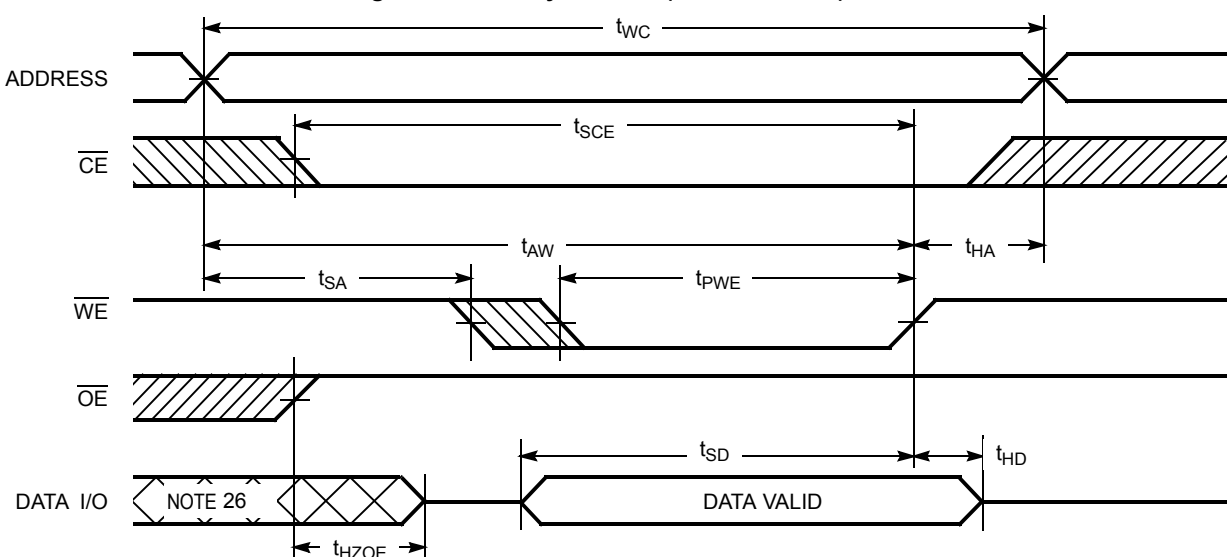 tWC
ADDRESS
tSCE
CE
tAW
tHA
tSA
tPWE
WE
OE
tSD
tHD
DATA I/O
NOTE 26
DATA VALID
tHZOE